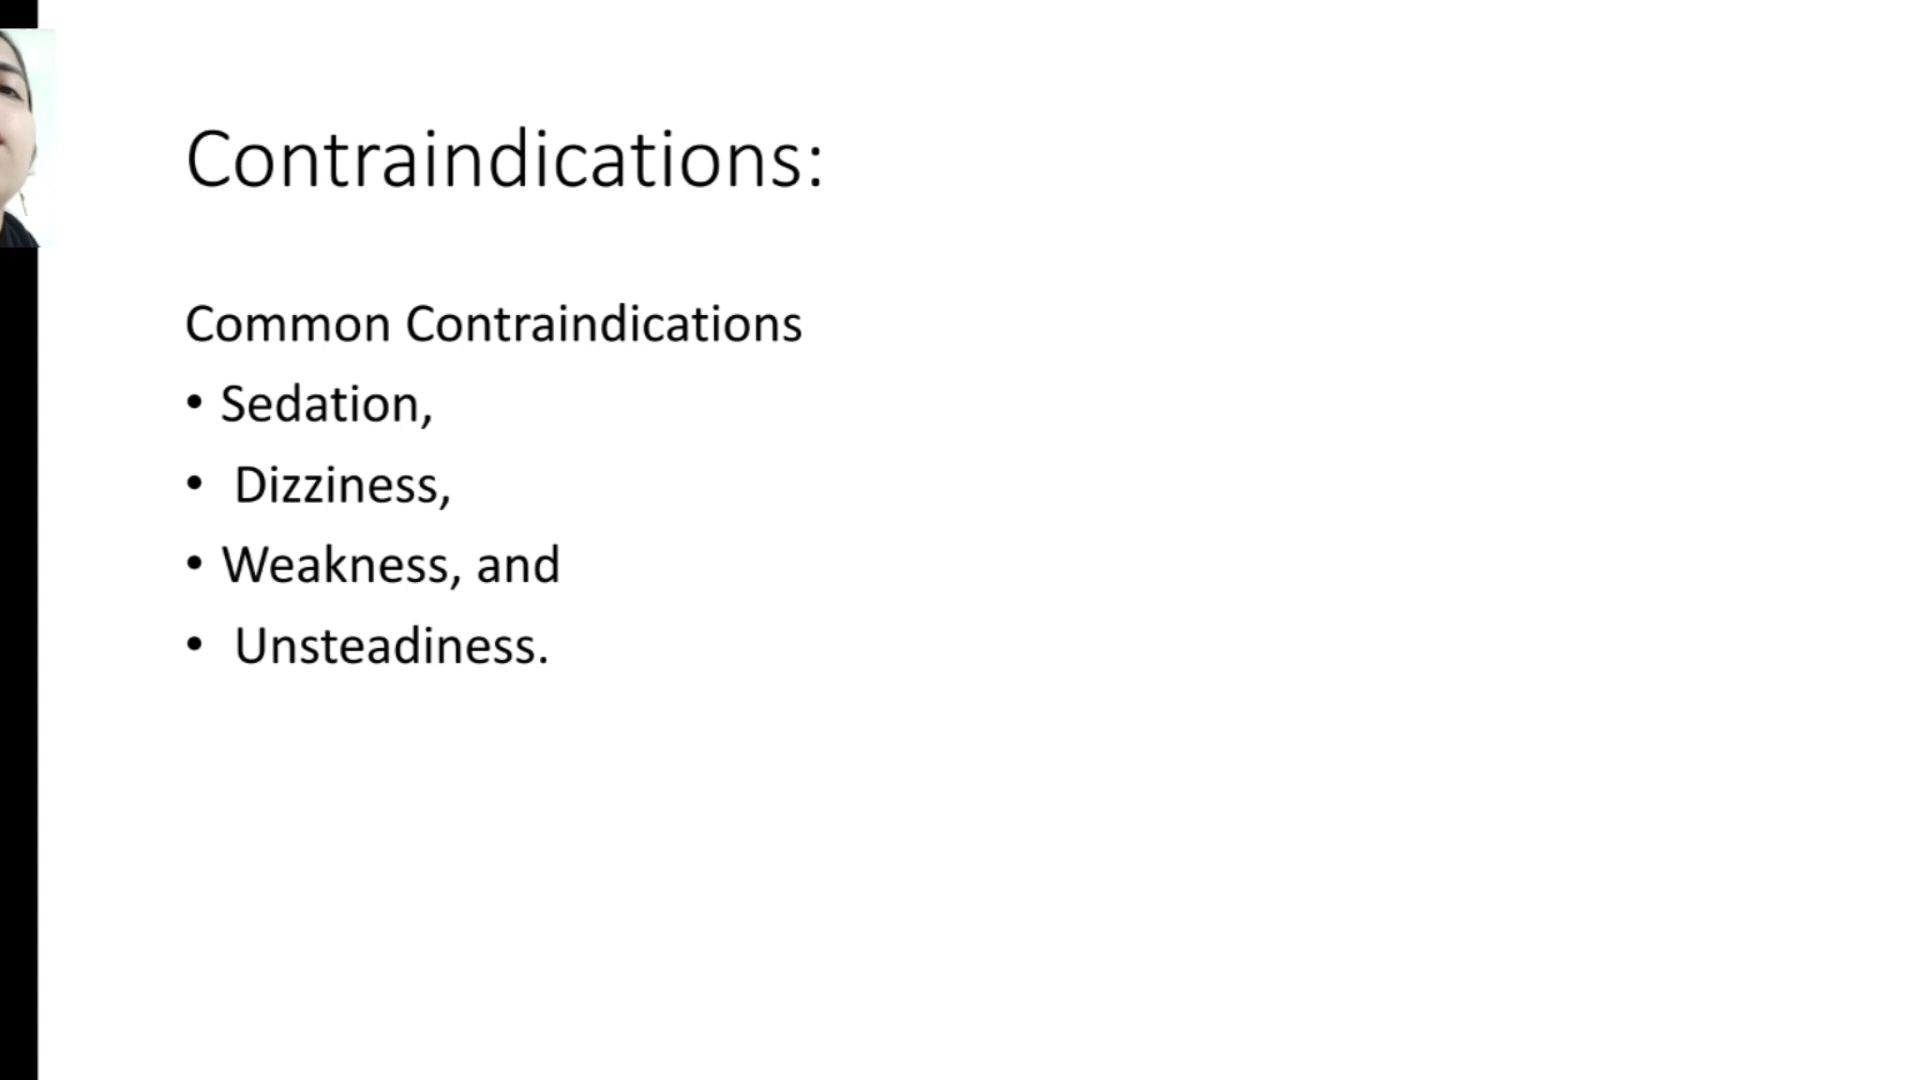 Contraindications:
Common Contraindications
• Sedation,
• Dizziness,
• Weakness, and
• Unsteadiness.